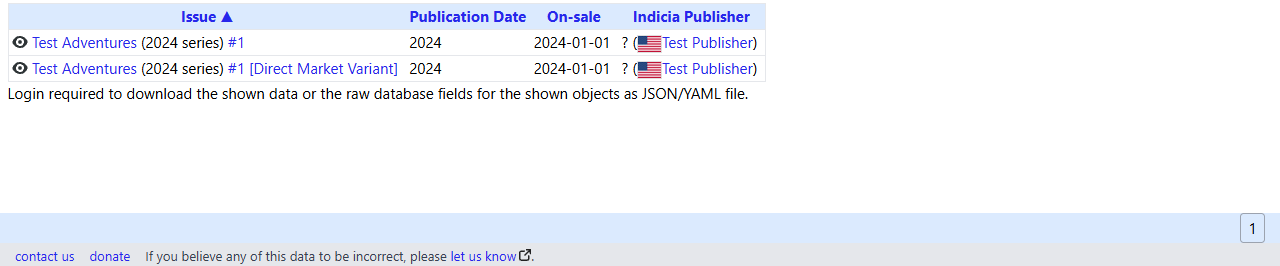 Issue ▲ Publication Date On-sale Indicia Publisher
Test Adventures (2024 series) #1 2024 2024-01-01 ? (Test Publisher)
Test Adventures (2024 series) #1 [Direct Market Variant] 2024 2024-01-01 ? (Test Publisher)
Login required to download the shown data or the raw database fields for the shown objects as JSON/YAML file.
1
contact us donate If you believe any of this data to be incorrect, please let us know.